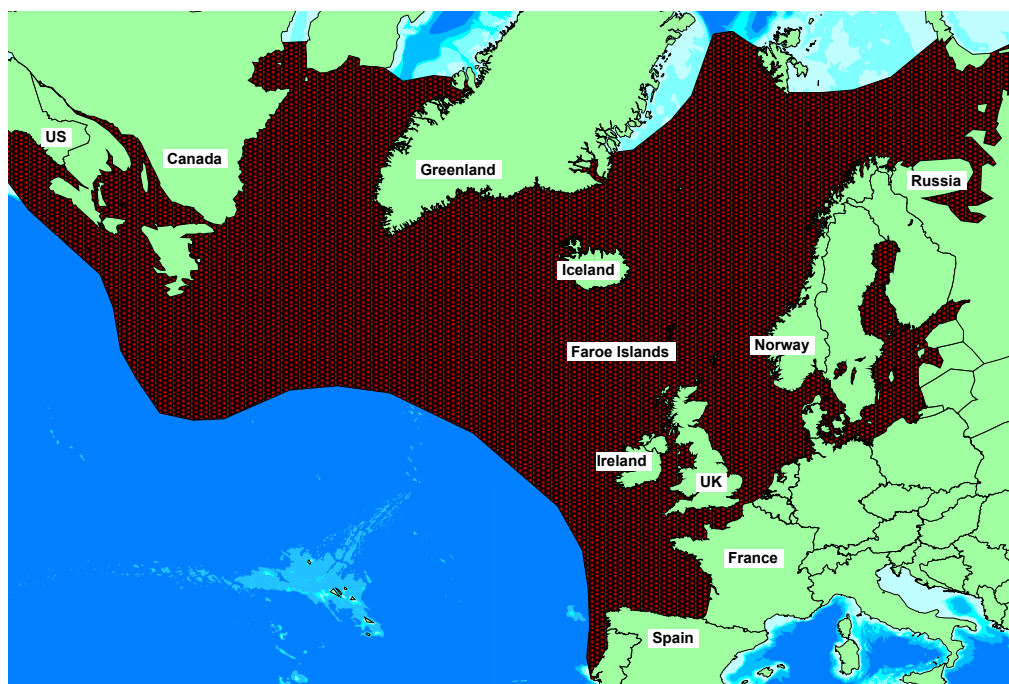 US
Canada
Greenland
Russia
Iceland
Faroe Islands
Norway
Ireland
UK
France
Spain